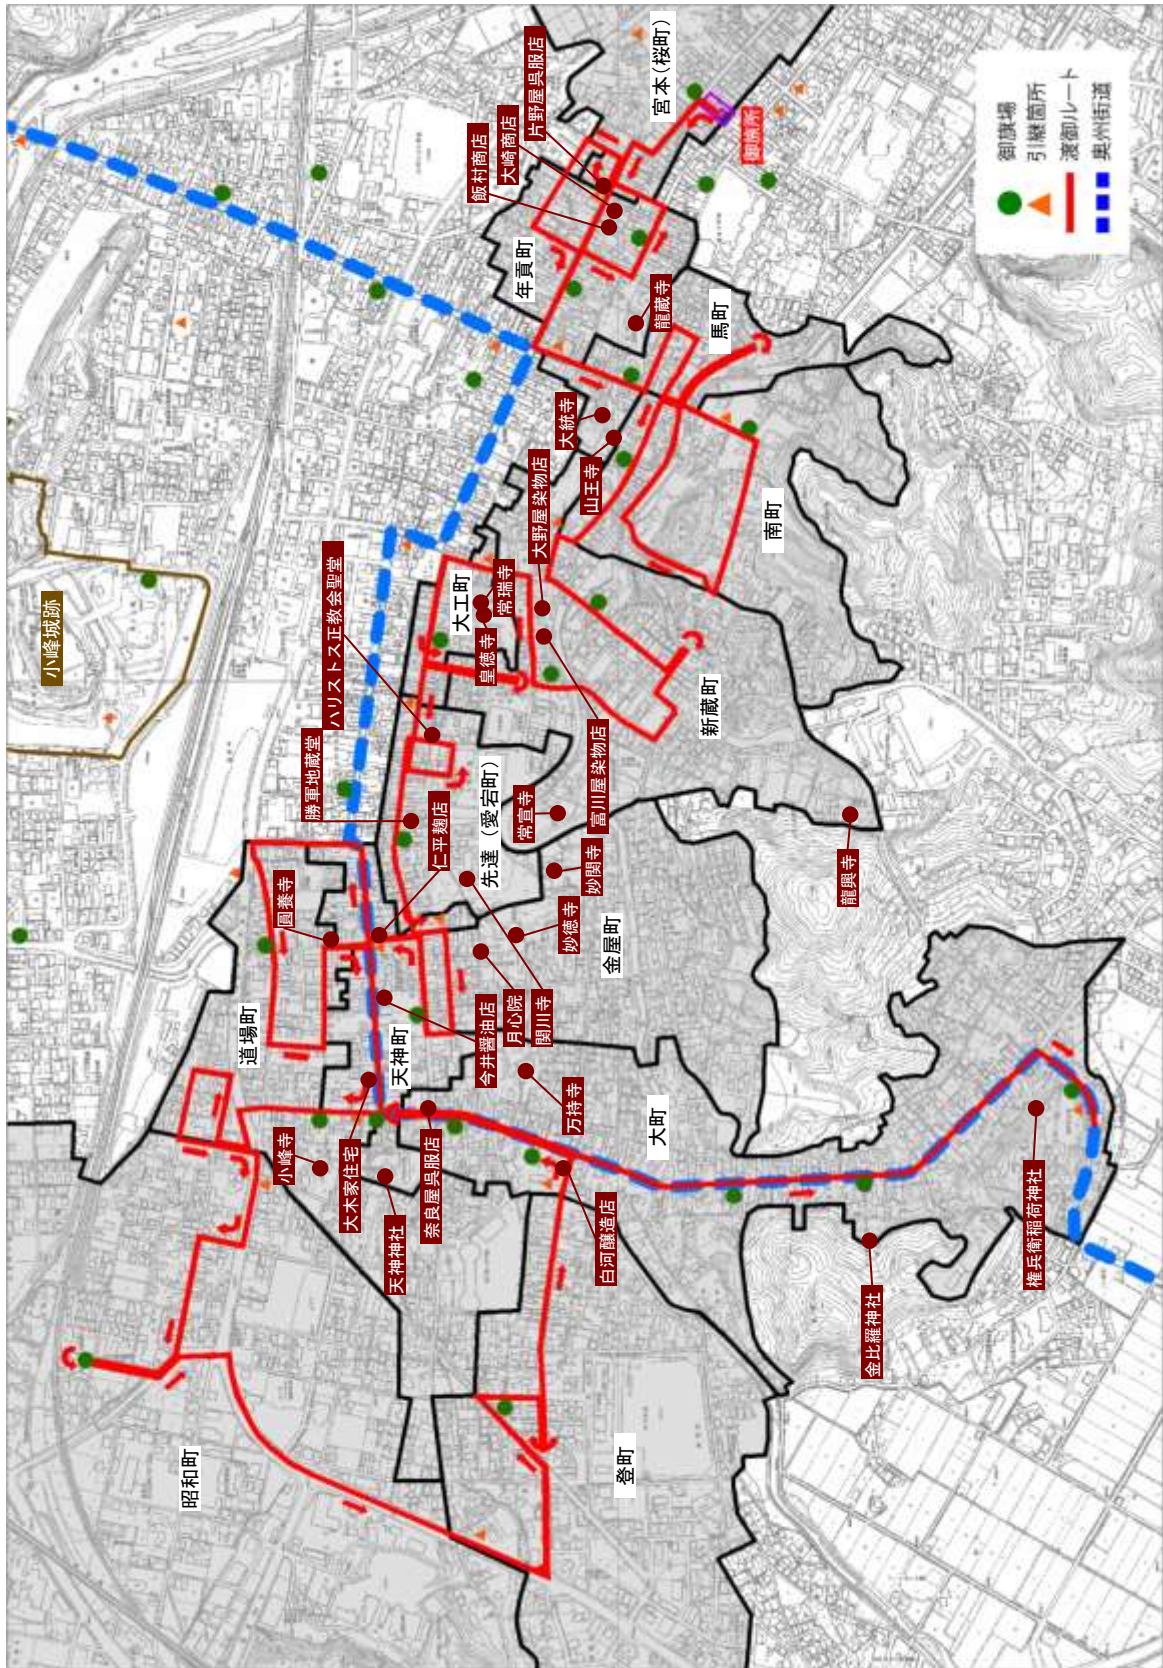 小峰城跡
宮本（桜町）
片野屋呉服店
大崎商店
飯村商店
御旅所
年貢町
龍蔵寺
馬町
大統寺
山王寺
南町
大野屋染物店
大工町
常瑞寺
皇徳寺
ハリストス正教会聖堂
新蔵町
富川屋染物店
勝軍地蔵堂
先達（愛宕町）
常宣寺
仁平麹店
妙関寺
龍興寺
圓養寺
妙徳寺
金屋町
月心院
関川寺
今井醤油店
道場町
天神町
万持寺
大町
小峰寺
大木家住宅
天神神社
奈良屋呉服店
白河醸造店
権兵衛稲荷神社
金比羅神社
昭和町
登町
御旗場
引継箇所
渡御ルート
奥州街道